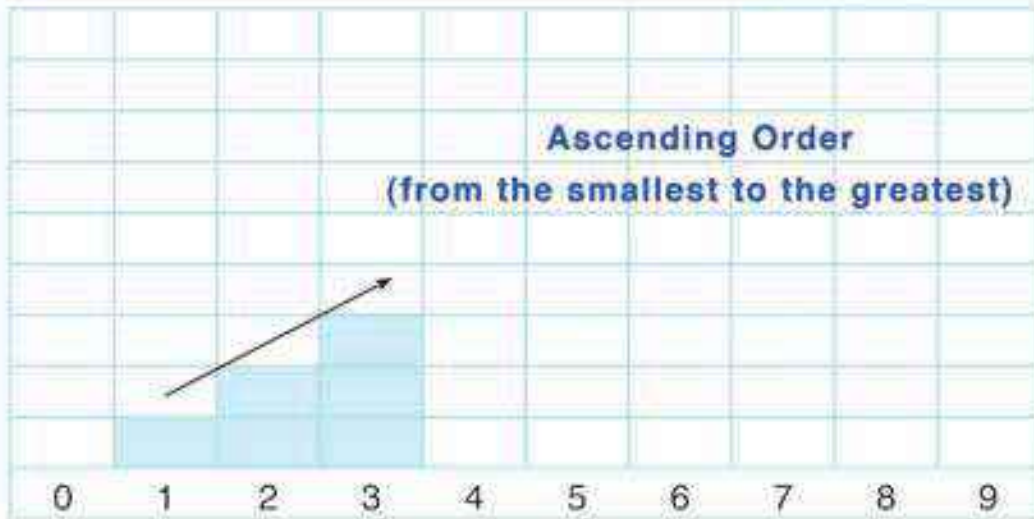 Ascending Order
(from the smallest to the greatest)
0 1 2 3 4 5 6 7 8 9